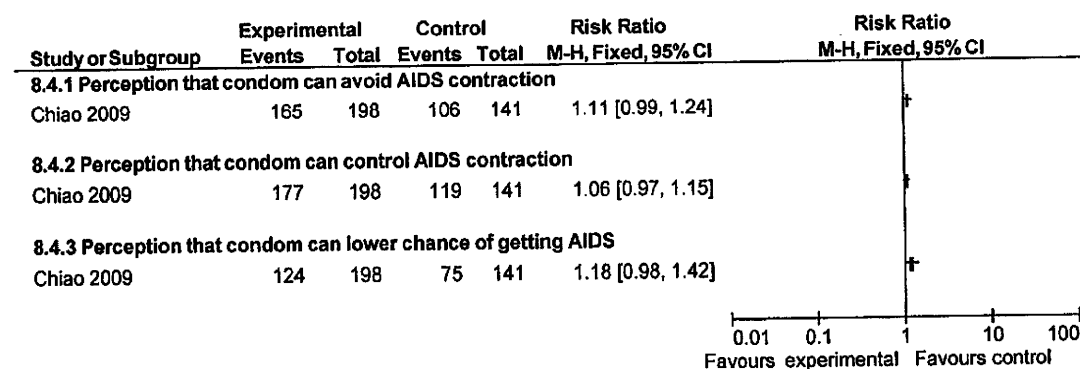 Experimental Control Risk Ratio Risk Ratio
Study or Subgroup Events Total Events Total M-H, Fixed, 95% CI M-H, Fixed, 95% CI
8.4.1 Perception that condom can avoid AIDS contraction
Chiao 2009 165 198 106 141 1.11 [0.99, 1.24]
8.4.2 Perception that condom can control AIDS contraction
Chiao 2009 177 198 119 141 1.06 [0.97, 1.15]
8.4.3 Perception that condom can lower chance of getting AIDS
Chiao 2009 124 198 75 141 1.18 [0.98, 1.42]
0.01 0.1 1 10 100
Favours experimental Favours control